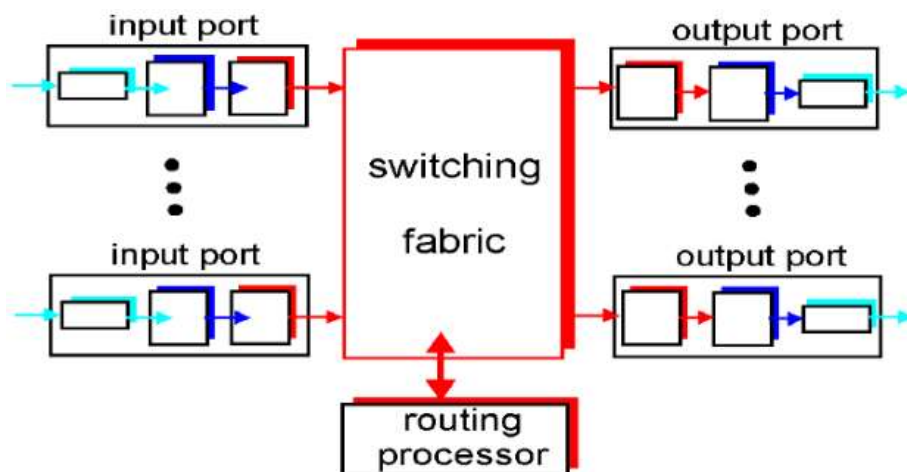 input port
output port
switching
fabric
input port
output port
routing
processor